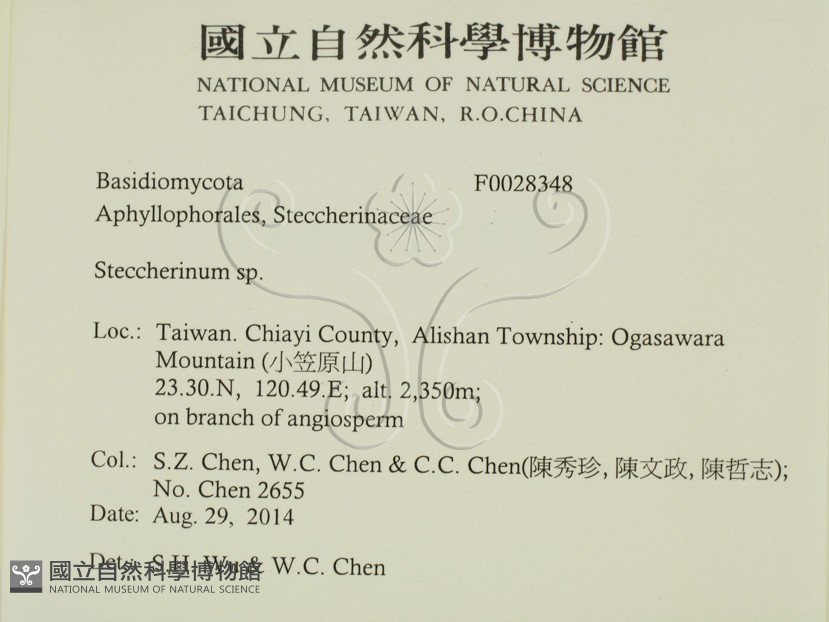 國立自然科學博物館
NATIONAL MUSEUM OF NATURAL SCIENCE
TAICHUNG, TAIWAN, R.O.CHINA
Basidiomycota F0028348
Aphyllophorales, Steccherinaceae
Steccherinum sp.
Loc.: Taiwan. Chiayi County, Alishan Township: Ogasawara
Mountain (小笠原山)
23.30.N, 120.49.E; alt. 2,350m;
on branch of angiosperm
Col.: S.Z. Chen, W.C. Chen & C.C. Chen(陳秀珍, 陳文政, 陳哲志);
No. Chen 2655
Date: Aug. 29, 2014
Det.: S.H. Wu & W.C. Chen
國立自然科學博物館
NATIONAL MUSEUM OF NATURAL SCIENCE